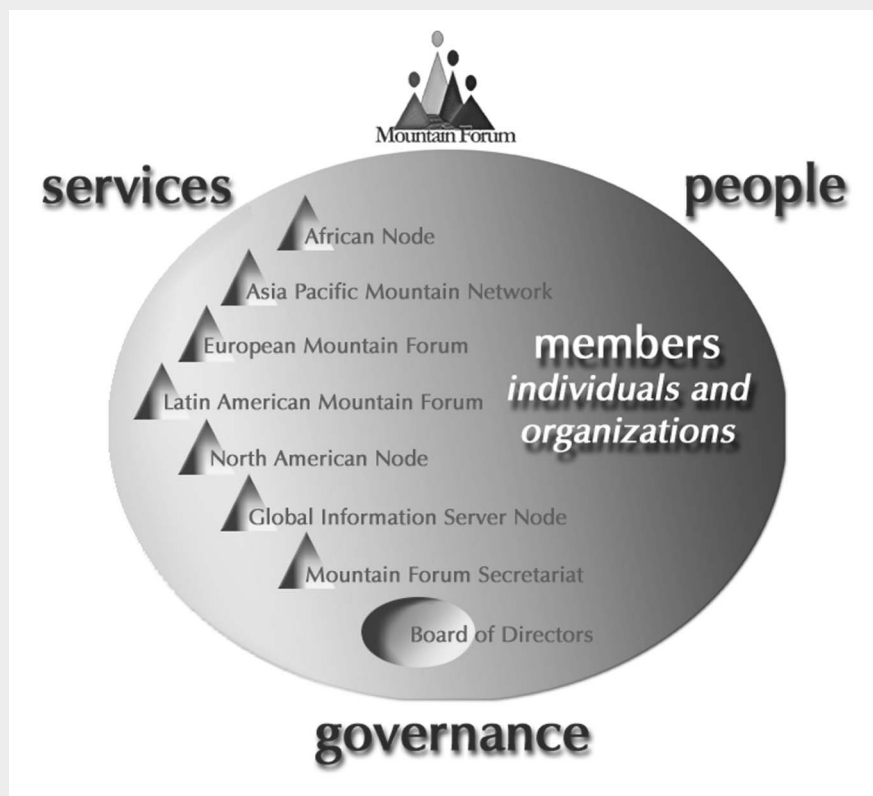 Mountain Forum
services
people
African Node
Asia Pacific Mountain Network
European Mountain Forum
members
individuals and
organizations
Latin American Mountain Forum
North American Node
Global Information Server Node
Mountain Forum Secretariat
Board of Directors
governance